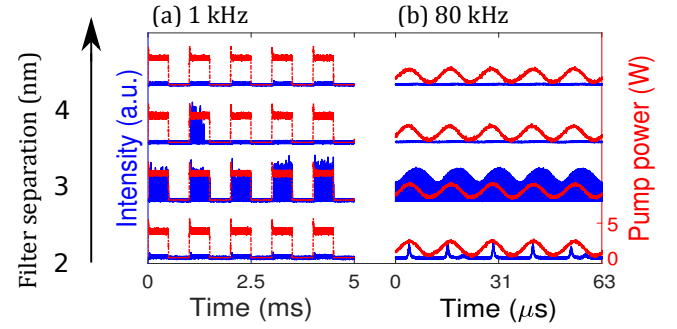 (a) 1 kHz
(b) 80 kHz
Filter separation (nm)
4
3
2
Intensity (a.u.)
Pump power (W)
5
0
0
2.5
5
0
31
63
Time (ms)
Time (μs)